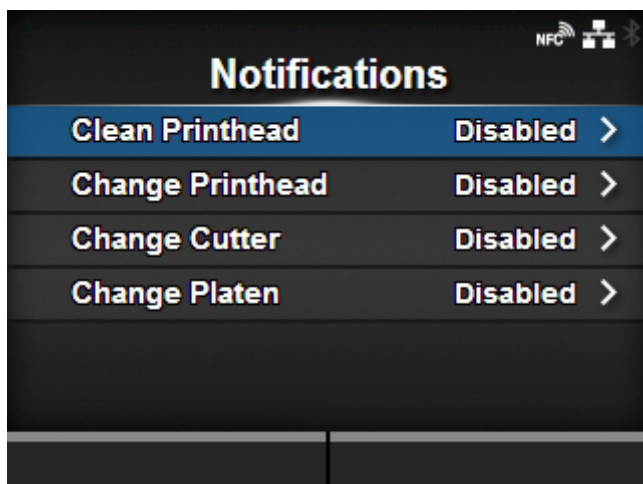 NFC
Notifications
Clean Printhead Disabled
Change Printhead Disabled
Change Cutter Disabled
Change Platen Disabled